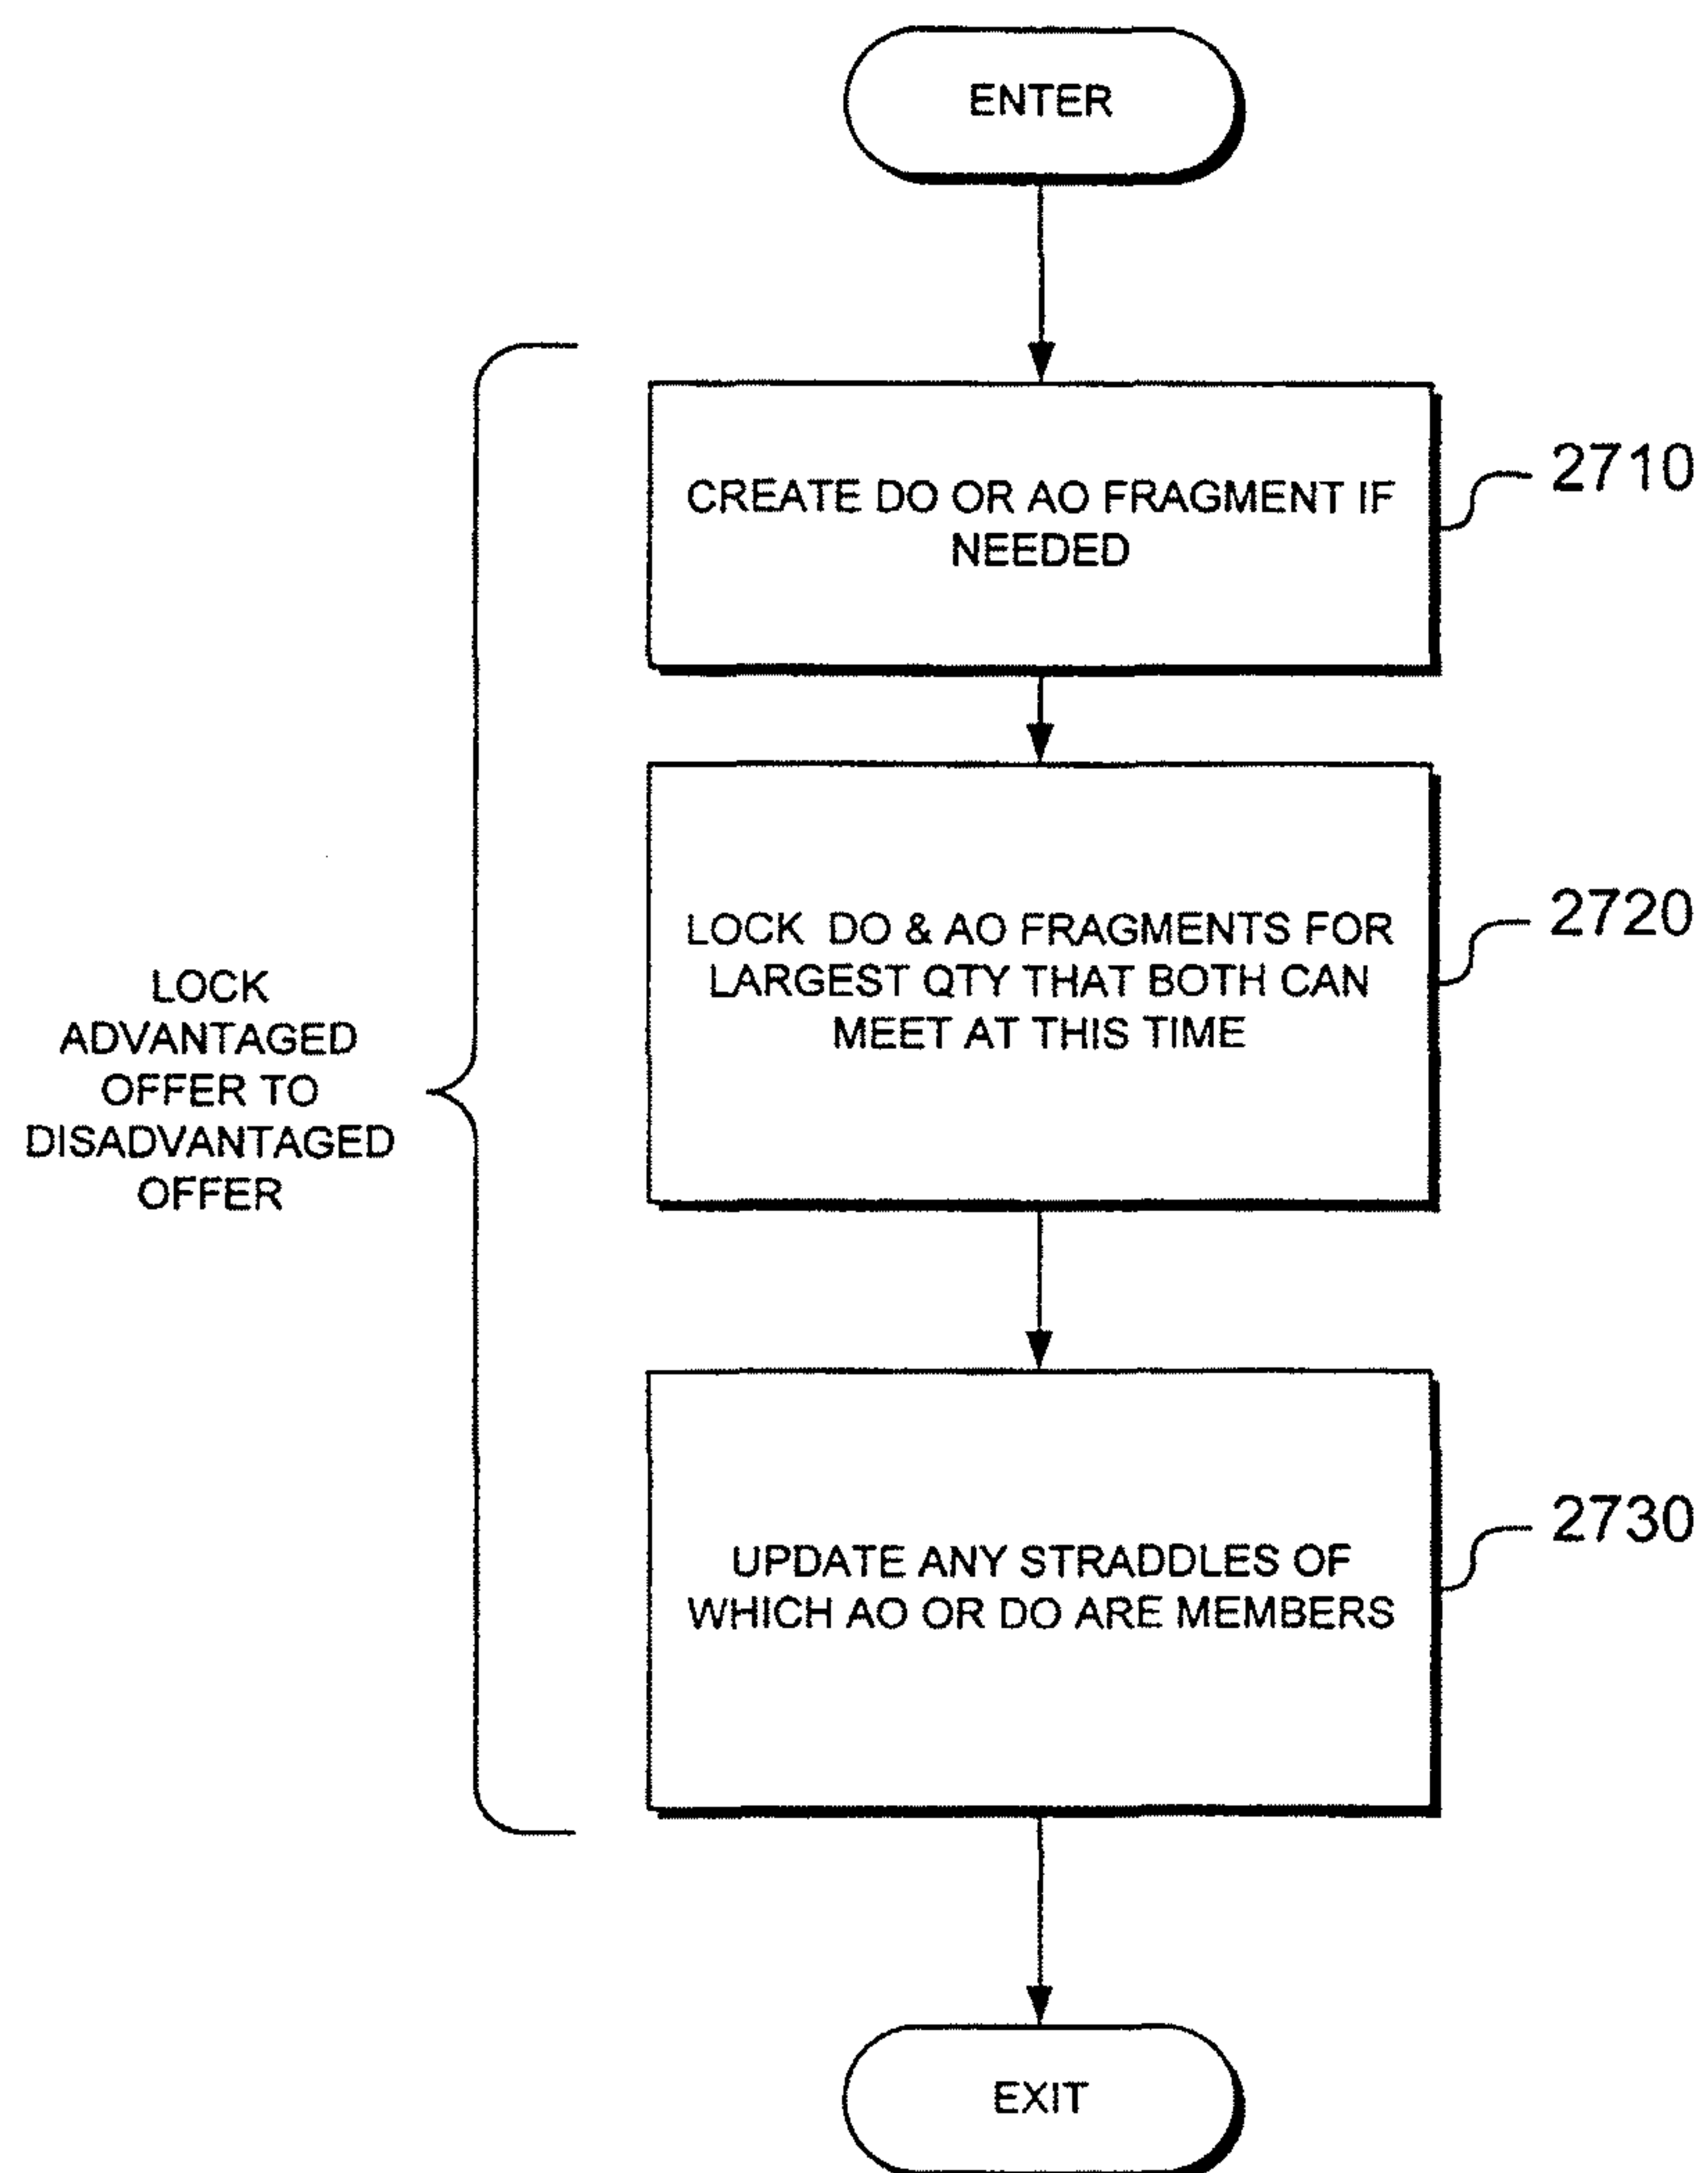 ENTER
CREATE DO OR AO FRAGMENT IF
NEEDED
2710
LOCK DO & AO FRAGMENTS FOR
LARGEST QTY THAT BOTH CAN
MEET AT THIS TIME
2720
LOCK
ADVANTAGED
OFFER TO
DISADVANTAGED
OFFER
UPDATE ANY STRADDLES OF
WHICH AO OR DO ARE MEMBERS
2730
EXIT